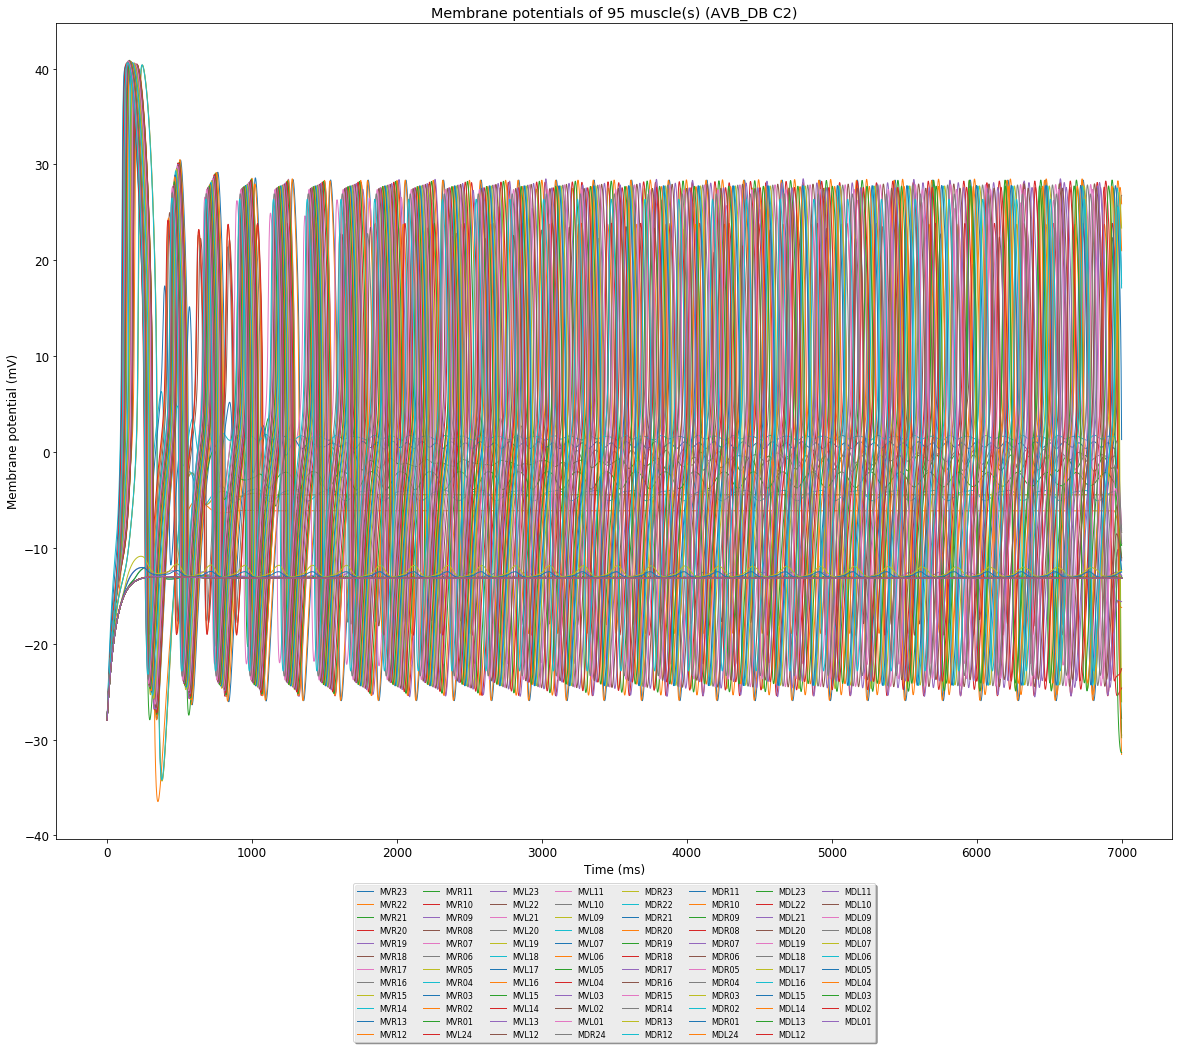 Membrane potentials of 95 muscle(s) (AVB_DB C2)
40
30
20
10
0
−10
−20
−30
−40
Membrane potential (mV)
0 1000 2000 3000 4000 5000 6000 7000
Time (ms)
MVR23 MVR11 MVL23 MVL11 MDR23 MDR11 MDL23 MDL11
MVR22 MVR10 MVL22 MVL10 MDR22 MDR10 MDL22 MDL10
MVR21 MVR09 MVL21 MVL09 MDR21 MDR09 MDL21 MDL09
MVR20 MVR08 MVL20 MVL08 MDR20 MDR08 MDL20 MDL08
MVR19 MVR07 MVL19 MVL07 MDR19 MDR07 MDL19 MDL07
MVR18 MVR06 MVL18 MVL06 MDR18 MDR06 MDL18 MDL06
MVR17 MVR05 MVL17 MVL05 MDR17 MDR05 MDL17 MDL05
MVR16 MVR04 MVL16 MVL04 MDR16 MDR04 MDL16 MDL04
MVR15 MVR03 MVL15 MVL03 MDR15 MDR03 MDL15 MDL03
MVR14 MVR02 MVL14 MVL02 MDR14 MDR02 MDL14 MDL02
MVR13 MVR01 MVL13 MVL01 MDR13 MDR01 MDL13 MDL01
MVR12 MVL24 MVL12 MDR24 MDR12 MDL24 MDL12